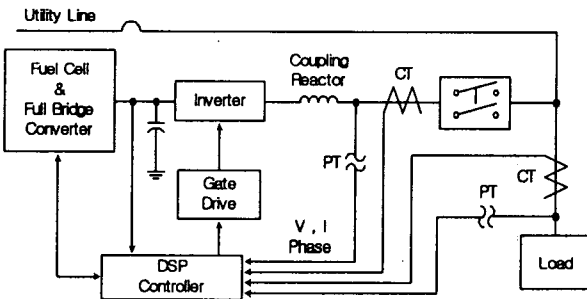 Utility Line
Fuel Cell
&
Full Bridge
Converter
Inverter
Coupling
Reactor
CT
PT
CT
PT
Gate
Drive
V , I
Phase
DSP
Controller
Load